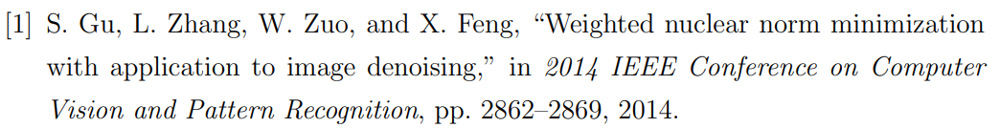 [1] S. Gu, L. Zhang, W. Zuo, and X. Feng, “Weighted nuclear norm minimization
with application to image denoising,” in 2014 IEEE Conference on Computer
Vision and Pattern Recognition, pp. 2862–2869, 2014.